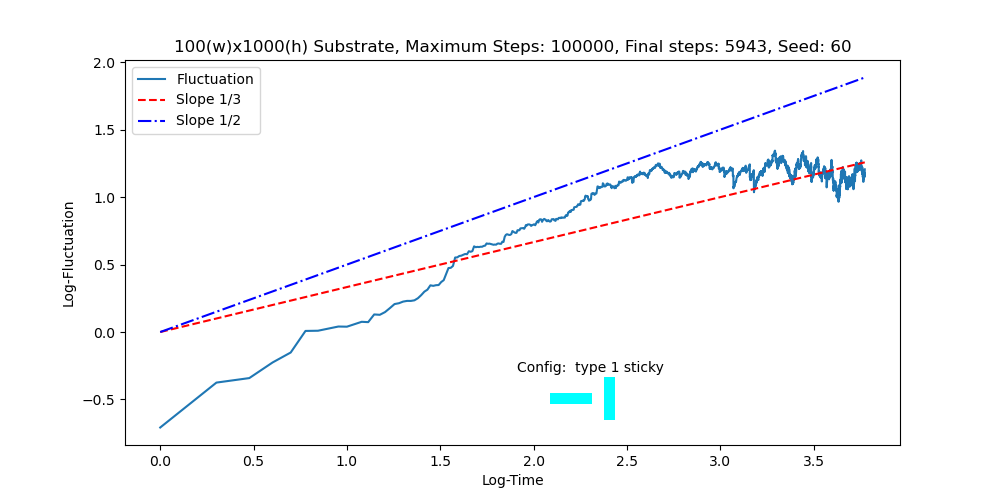 100(w)x1000(h) Substrate, Maximum Steps: 100000, Final steps: 5943, Seed: 60
2.0
1.5
1.0
0.5
0.0
−0.5
Log-Fluctuation
Fluctuation
Slope 1/3
Slope 1/2
Config:  type 1 sticky
0.0 0.5 1.0 1.5 2.0 2.5 3.0 3.5
Log-Time